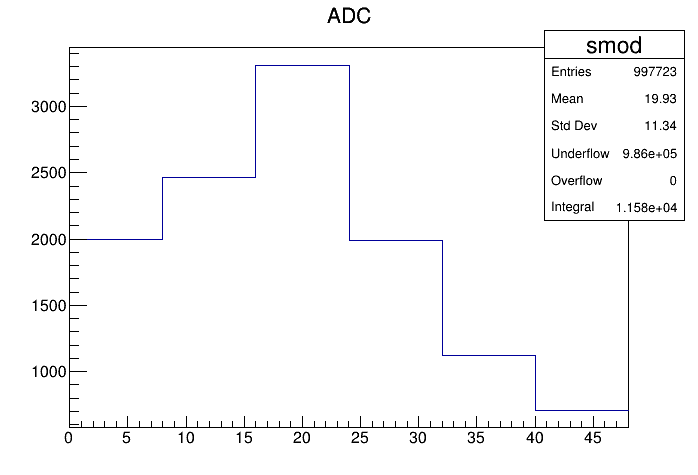 ADC
smod
Entries 997723
Mean 19.93
Std Dev 11.34
Underflow 9.86e+05
Overflow 0
Integral 1.158e+04
3000
2500
2000
1500
1000
0 5 10 15 20 25 30 35 40 45